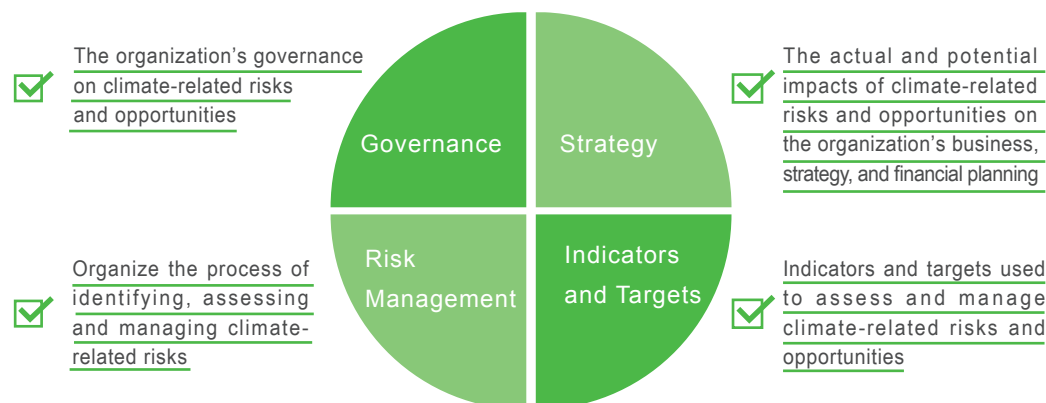 The organization’s governance
on climate-related risks
and opportunities
Governance
Strategy
The actual and potential
impacts of climate-related
risks and opportunities on
the organization’s business,
strategy, and financial planning
Organize the process of
identifying, assessing
and managing climate-
related risks
Risk
Management
Indicators
and Targets
Indicators and targets used
to assess and manage
climate-related risks and
opportunities